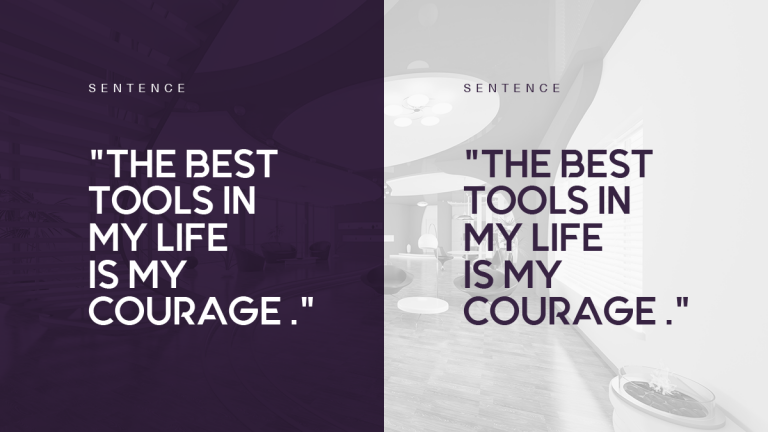 SENTENCE
"THE BEST
TOOLS IN
MY LIFE
IS MY
COURAGE ."
SENTENCE
"THE BEST
TOOLS IN
MY LIFE
IS MY
COURAGE ."